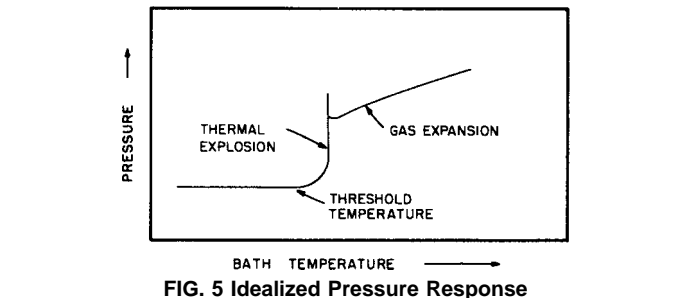 PRESSURE
THERMAL
EXPLOSION
GAS EXPANSION
THRESHOLD
TEMPERATURE
BATH TEMPERATURE
FIG. 5 Idealized Pressure Response